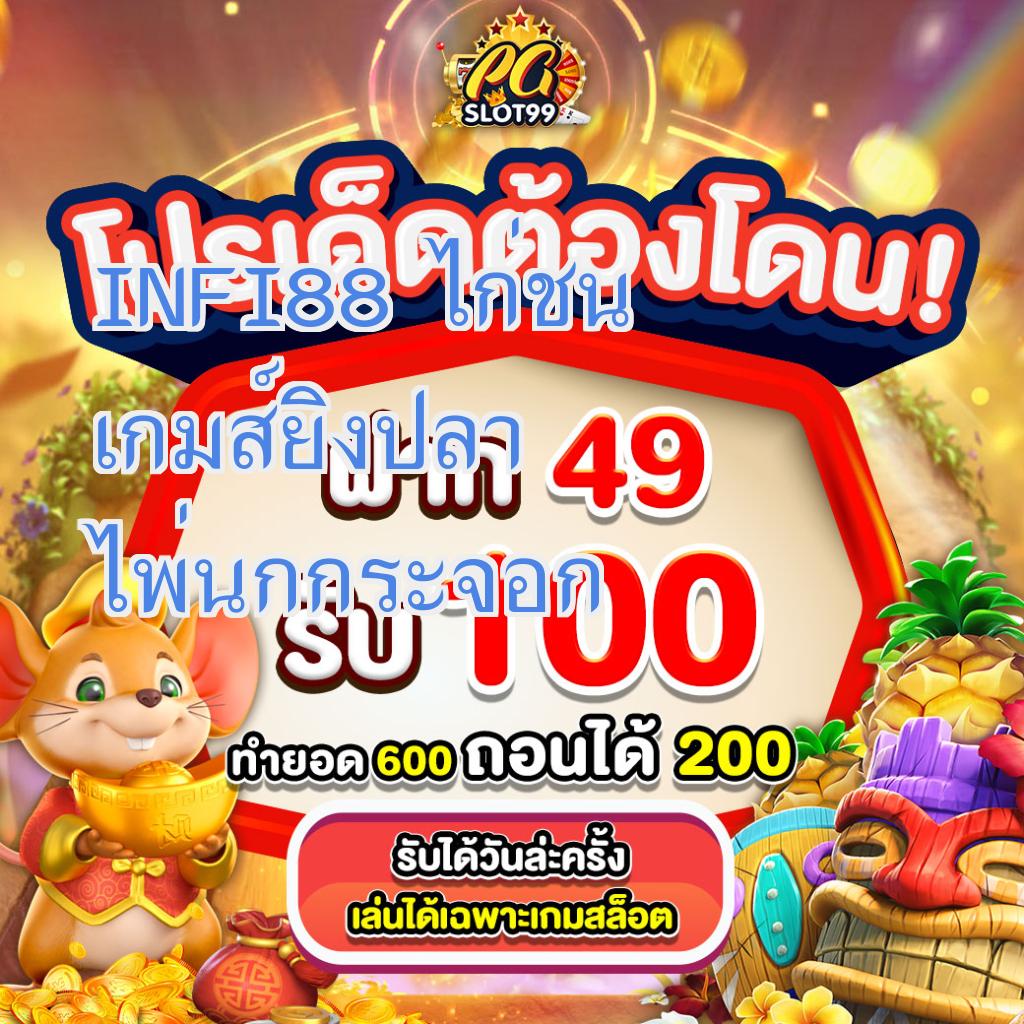 PG
SLOT99
โปรเด็ดต้องโดน!
INFI88 ไก่ชน
เกมส์ยิงปลา
ฝาก 49
ไพ่นกกระจอก
รับ 100
ทำยอด 600 ถอนได้ 200
รับได้วันล่ะครั้ง
เล่นได้เฉพาะเกมสล็อต